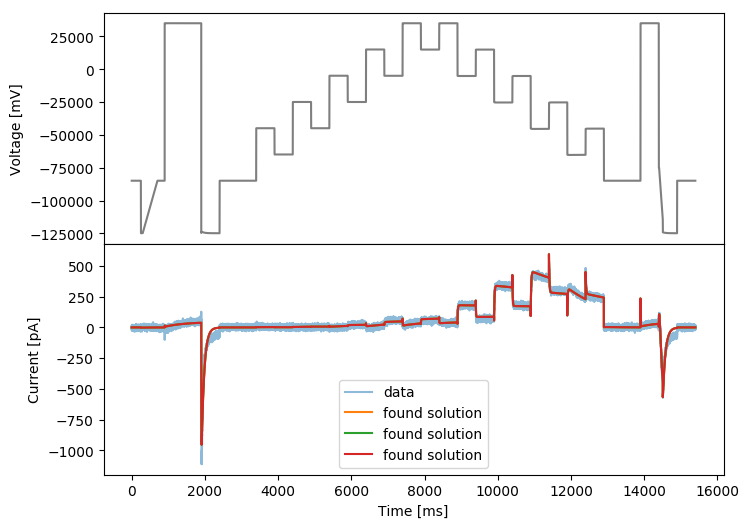 25000
0
−25000
−50000
−75000
−100000
−125000
Voltage [mV]
500
250
0
−250
−500
−750
−1000
Current [pA]
data
found solution
found solution
found solution
0 2000 4000 6000 8000 10000 12000 14000 16000
Time [ms]